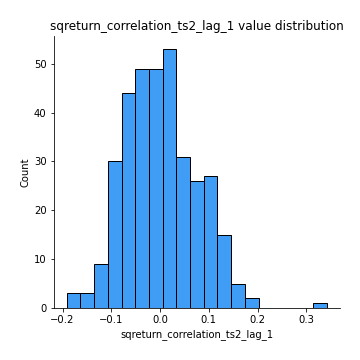 sqreturn_correlation_ts2_lag_1 value distribution
50
40
30
20
10
0
Count
−0.2 −0.1 0.0 0.1 0.2 0.3
sqreturn_correlation_ts2_lag_1